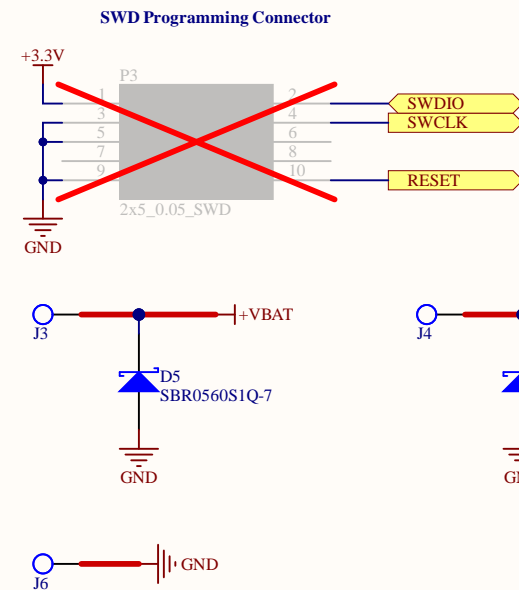 SWD Programming Connector
+3.3V
P3
1 2 SWDIO
3 4 SWCLK
5 6
7 8
9 10 RESET
2x5_0.05_SWD
GND
J3 +VBAT J4
D5
SBR0560S1Q-7
GND
J6 GND